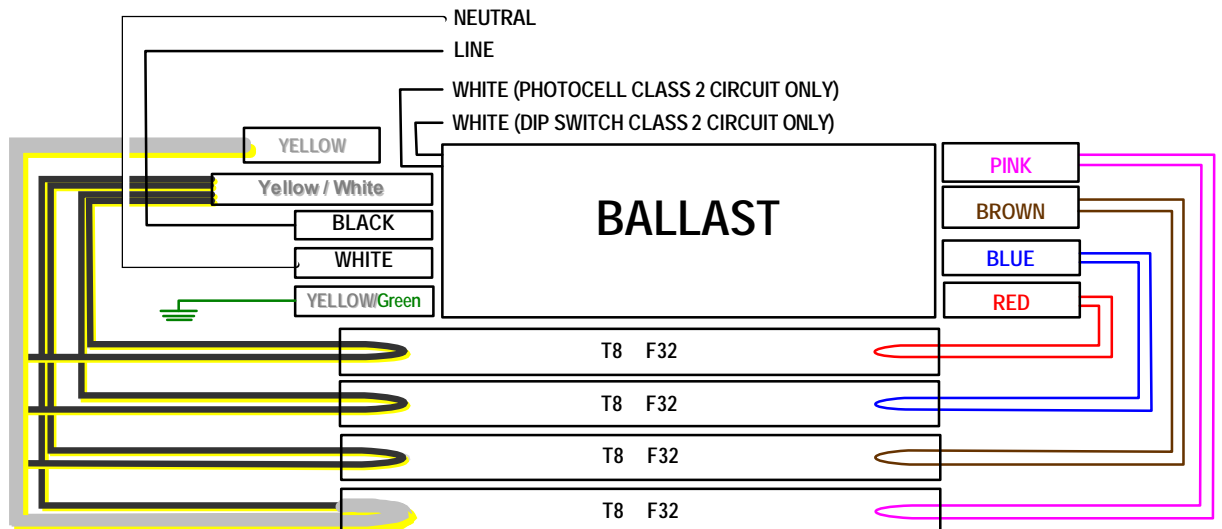 NEUTRAL
LINE
WHITE (PHOTOCELL CLASS 2 CIRCUIT ONLY)
WHITE (DIP SWITCH CLASS 2 CIRCUIT ONLY)
YELLOW
Yellow / White
BLACK
WHITE
YELLOW/Green
BALLAST
PINK
BROWN
BLUE
RED
T8 F32
T8 F32
T8 F32
T8 F32